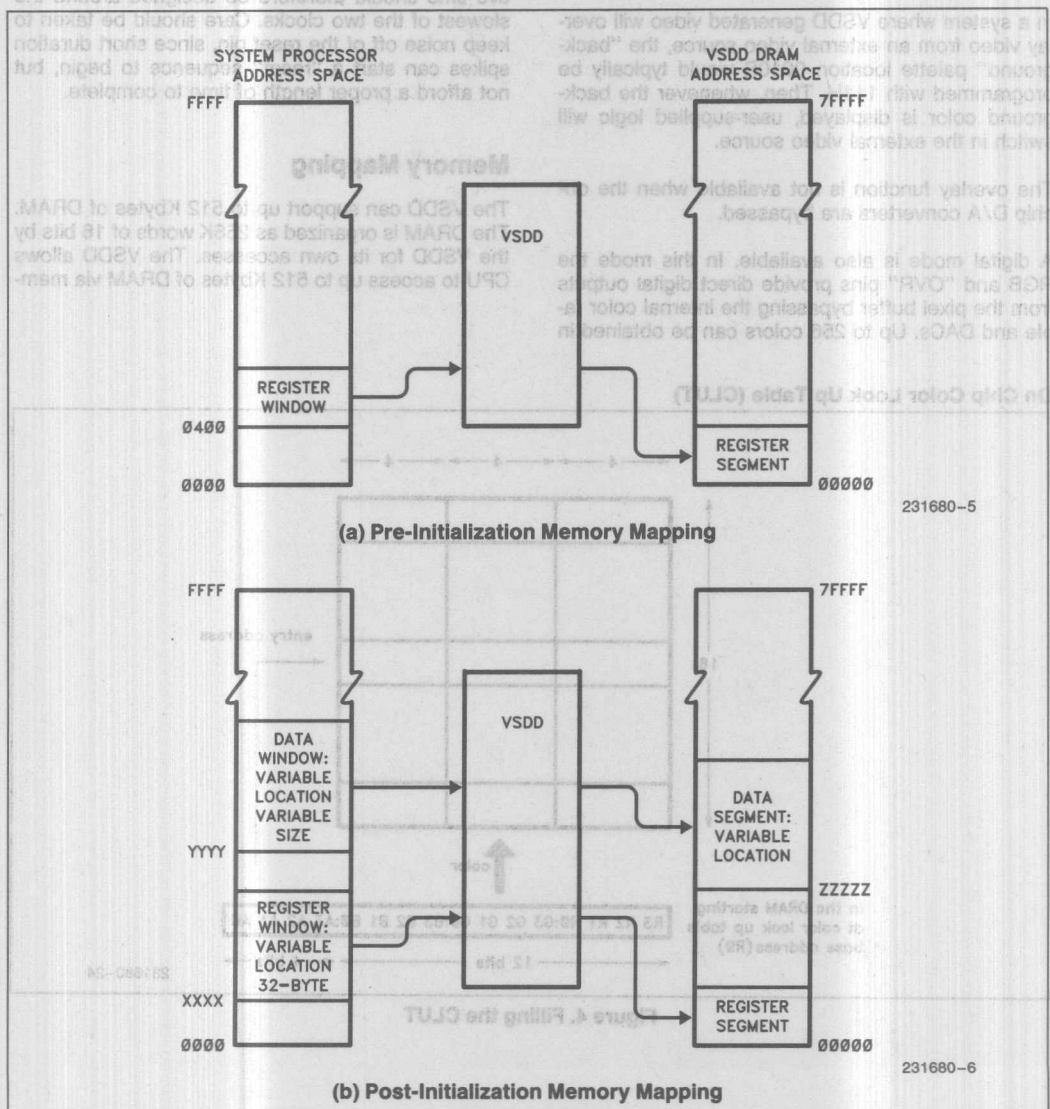 SYSTEM PROCESSOR
ADDRESS SPACE
VSDD DRAM
ADDRESS SPACE
FFFF
7FFFF
VSDD
REGISTER
WINDOW
0400
0000
REGISTER
SEGMENT
00000
231680-5
(a) Pre-Initialization Memory Mapping
FFFF
7FFFF
VSDD
DATA
WINDOW:
VARIABLE
LOCATION
VARIABLE
SIZE
DATA
SEGMENT:
VARIABLE
LOCATION
YYYY
ZZZZZ
REGISTER
WINDOW:
VARIABLE
LOCATION
32-BYTE
XXXX
0000
REGISTER
SEGMENT
00000
231680-6
(b) Post-Initialization Memory Mapping